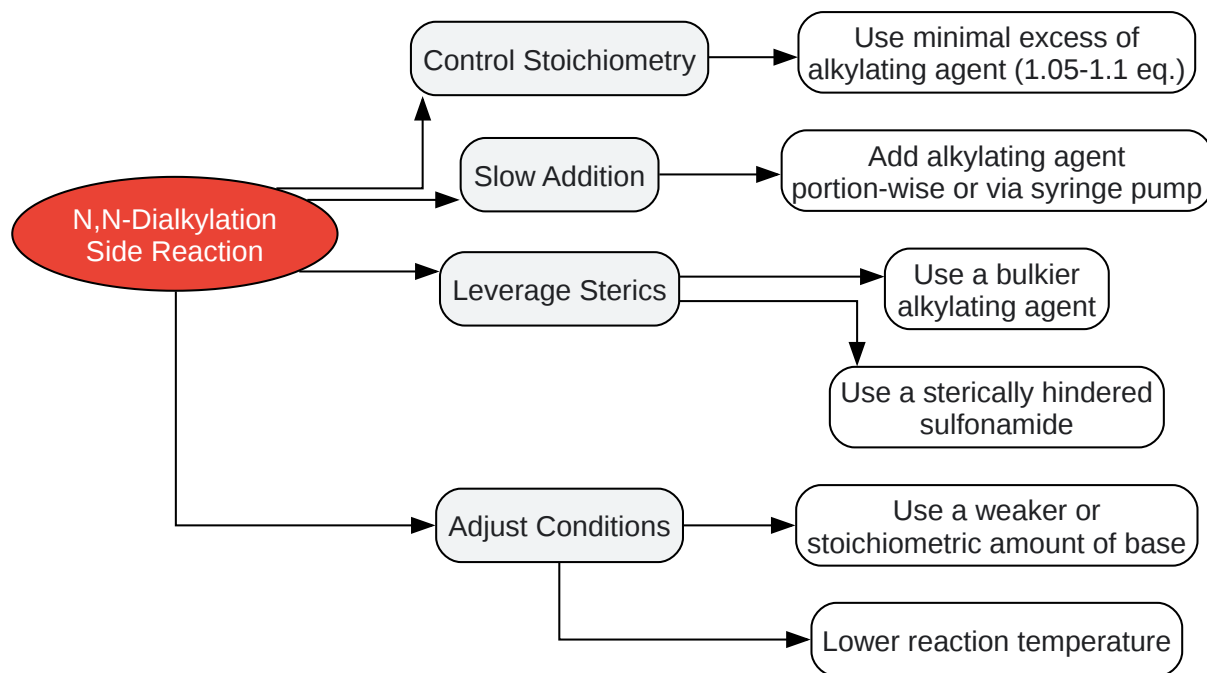 Control Stoichiometry
Use minimal excess of
alkylating agent (1.05-1.1 eq.)
Slow Addition
Add alkylating agent
portion-wise or via syringe pump
N,N-Dialkylation
Side Reaction
Leverage Sterics
Use a bulkier
alkylating agent
Use a sterically hindered
sulfonamide
Adjust Conditions
Use a weaker or
stoichiometric amount of base
Lower reaction temperature